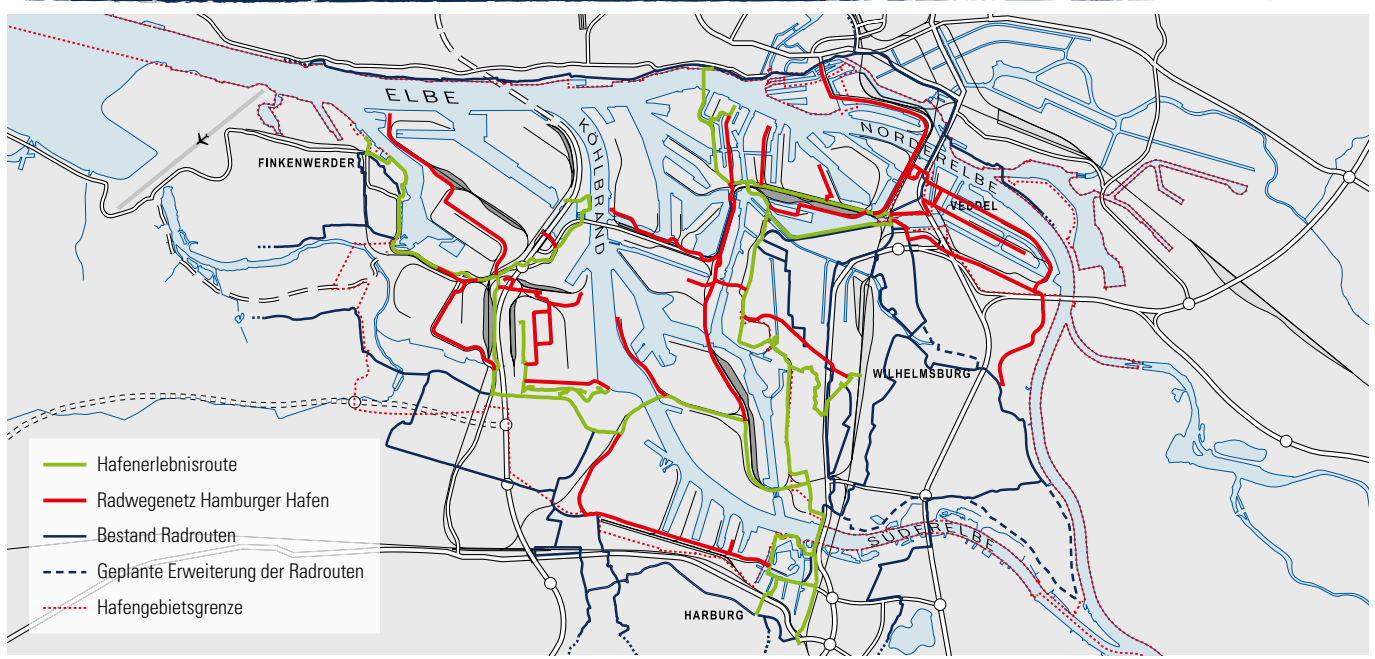 ELBE
KÖHLBRAND
NORDERELBE
FINKENWERDER
VEDDEL
WILHELMSBURG
SÜDERELBE
HARBURG
Hafenerlebnisroute
Radwegenetz Hamburger Hafen
Bestand Radrouten
Geplante Erweiterung der Radrouten
Hafengebietsgrenze